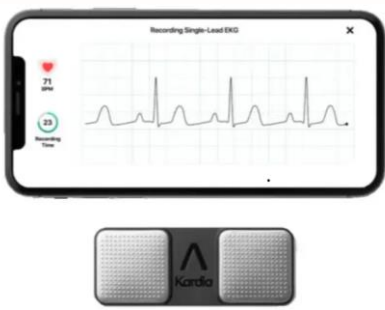 Recording Single-Lead EKG
71
BPM
23
Recording
Time
Kardia